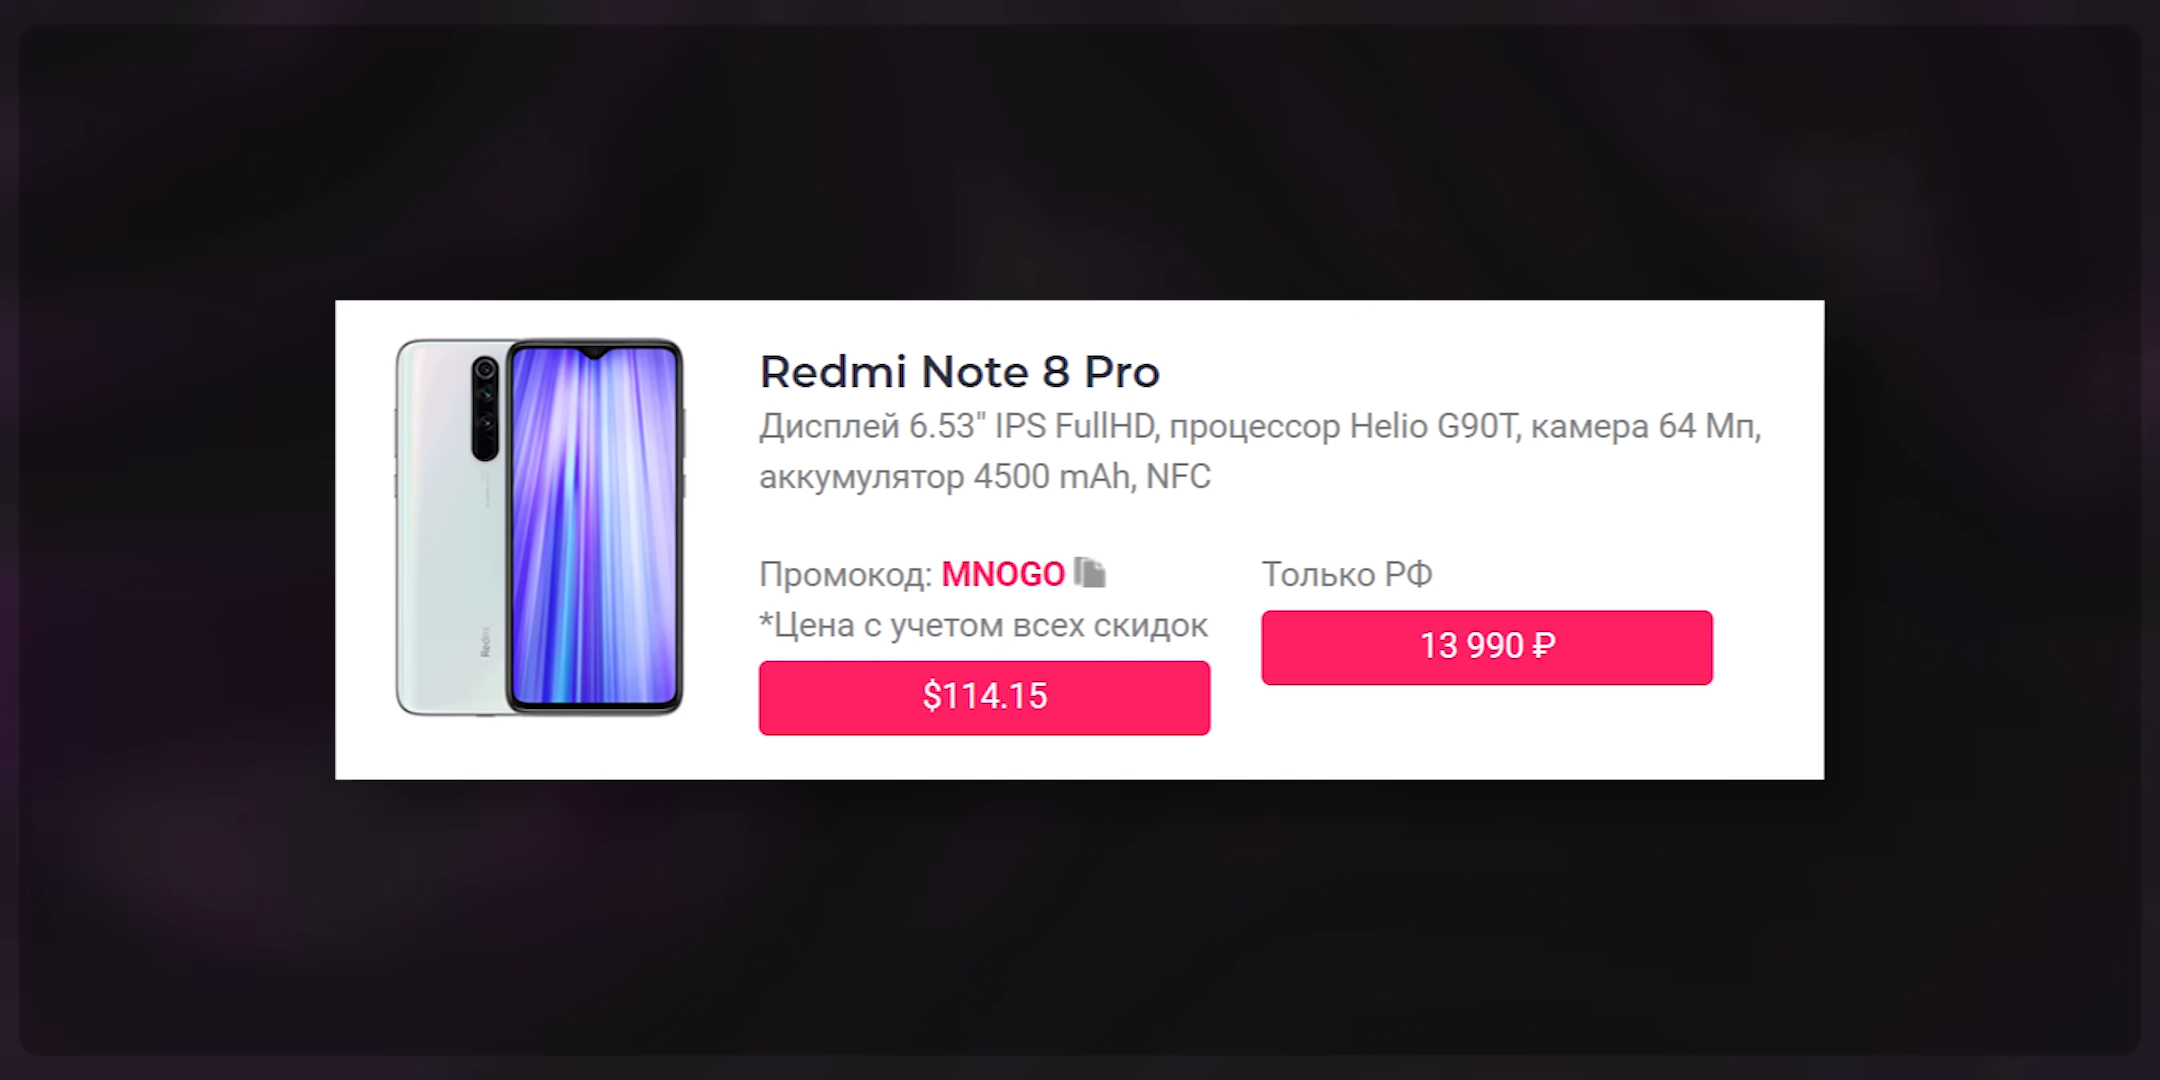 Redmi Note 8 Pro
Дисплей 6.53" IPS FullHD, процессор Helio G90T, камера 64 Мп,
аккумулятор 4500 mAh, NFC
Промокод: MNOGO
*Цена с учетом всех скидок
$114.15
Только РФ
13 990 ₽
Redmi